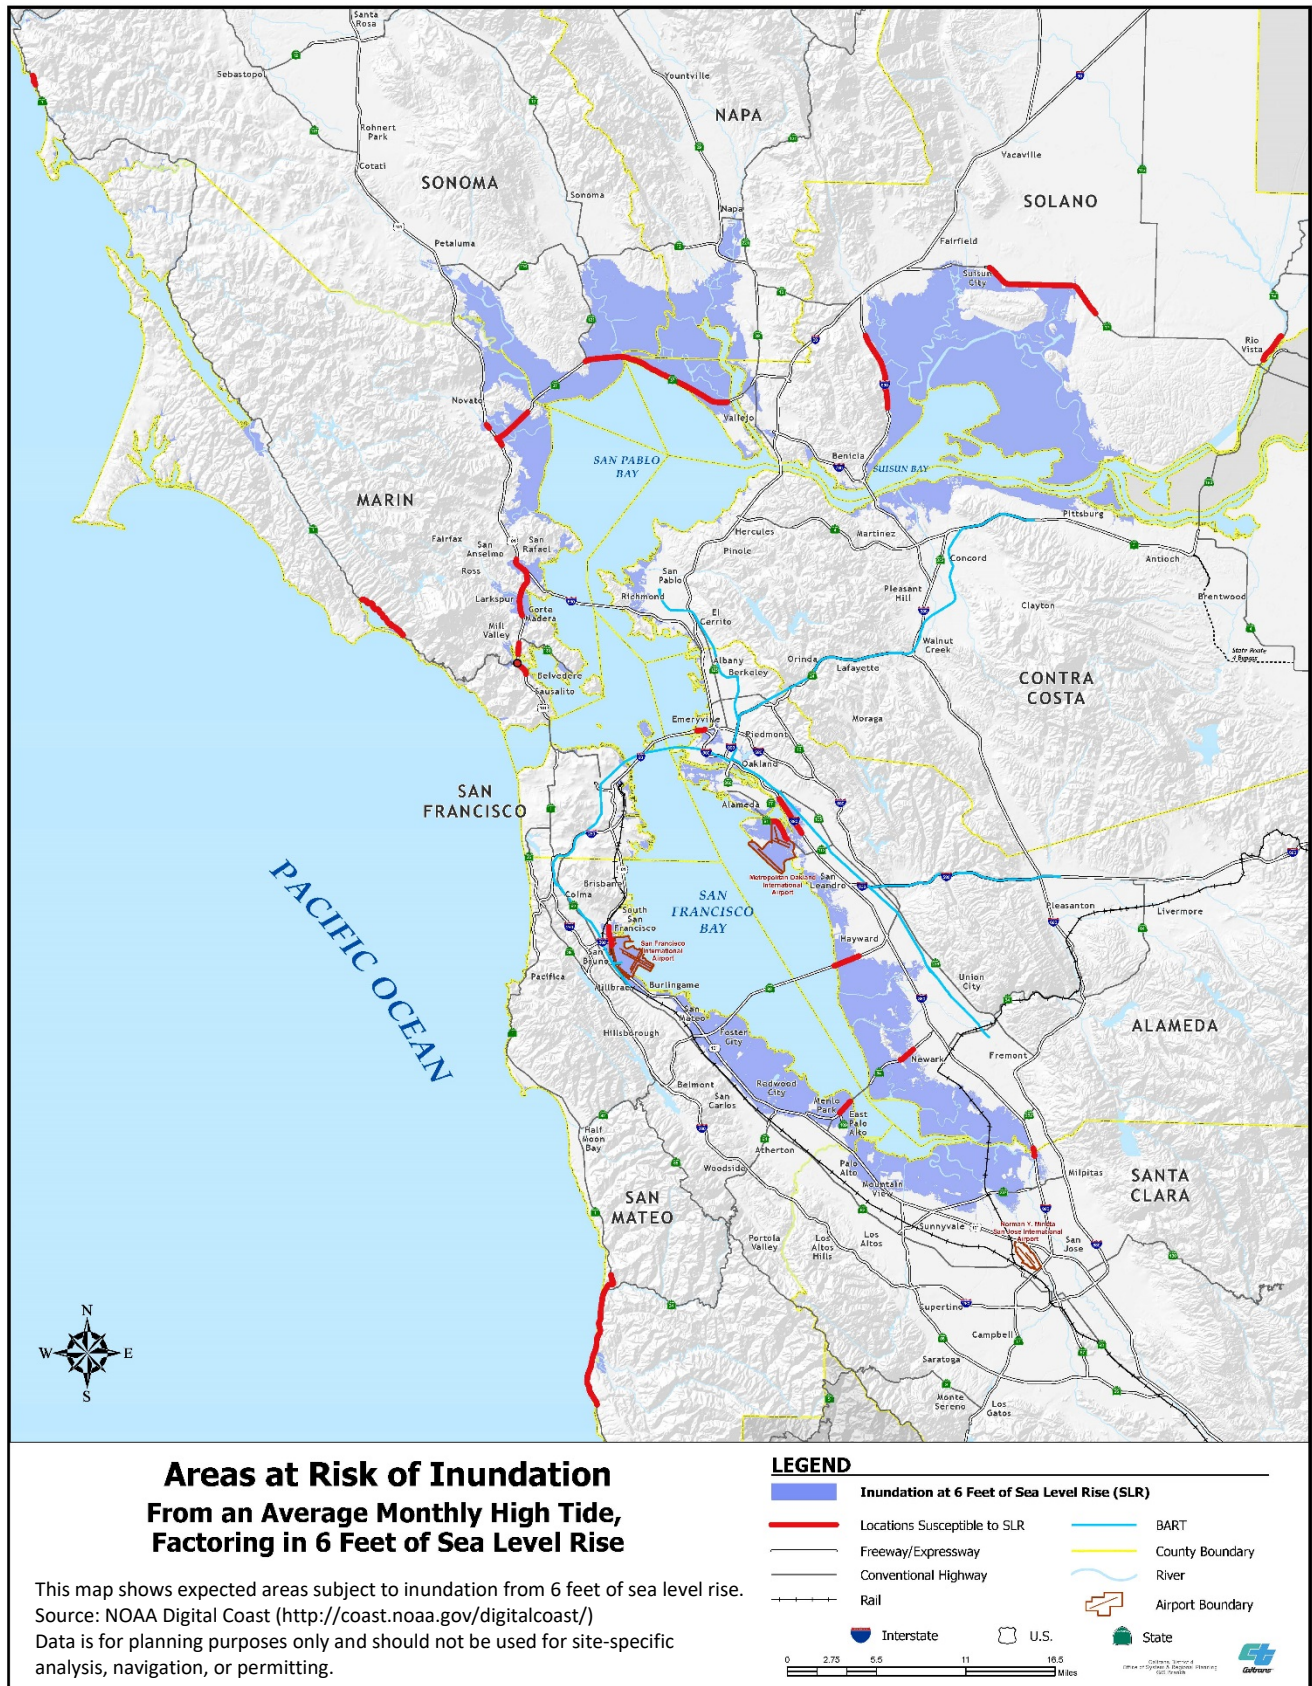 Santa
Rosa
Sebastopol
Yountville
NAPA
Rohnert
Park
Cotati
Vacaville
SONOMA
Sonoma
SOLANO
Napa
Petaluma
Fairfield
Suisun
City
Rio
Vista
Novato
Vallejo
SAN PABLO
BAY
Benicia
SUISUN BAY
MARIN
Pittsburg
Hercules
Martinez
Pinole
Antioch
Fairfax
San
Anselmo
San
Rafael
Concord
Ross
San
Pablo
Pleasant
Hill
Richmond
Brentwood
Larkspur
Corte
Madera
El
Cerrito
Clayton
Mill
Valley
Walnut
Creek
State Route
4 Bypass
Albany
Berkeley
Orinda
Lafayette
Belvedere
Sausalito
CONTRA
COSTA
Emeryville
Piedmont
Moraga
Oakland
SAN
FRANCISCO
Alameda
Metropolitan Oakland
International
Airport
San
Leandro
PACIFIC OCEAN
Brisbane
Colma
SAN
FRANCISCO
BAY
Pleasanton
Livermore
South
San
Francisco
San Francisco
International
Airport
Hayward
San
Bruno
Pacifica
Millbrae
Burlingame
Union
City
San
Mateo
Hillsborough
Foster
City
ALAMEDA
Newark
Fremont
Belmont
Redwood
City
San
Carlos
Menlo
Park
East
Palo
Alto
Half
Moon
Bay
Atherton
Woodside
Palo
Alto
Milpitas
SANTA
CLARA
Mountain
View
SAN
MATEO
Sunnyvale
Norman Y. Mineta
San Jose International
Airport
Portola
Valley
Los
Altos
Hills
Los
Altos
San
Jose
Cupertino
Campbell
Saratoga
Monte
Sereno
Los
Gatos
N
W E
S
Areas at Risk of Inundation
From an Average Monthly High Tide,
Factoring in 6 Feet of Sea Level Rise
This map shows expected areas subject to inundation from 6 feet of sea level rise.
Source: NOAA Digital Coast (http://coast.noaa.gov/digitalcoast/)
Data is for planning purposes only and should not be used for site-specific
analysis, navigation, or permitting.
LEGEND
Inundation at 6 Feet of Sea Level Rise (SLR)
Locations Susceptible to SLR
BART
Freeway/Expressway
County Boundary
Conventional Highway
River
Rail
Airport Boundary
Interstate
U.S.
State
0 2.75 5.5 11 16.5
Miles
Caltrans District 4
Office of System & Regional Planning
Caltrans